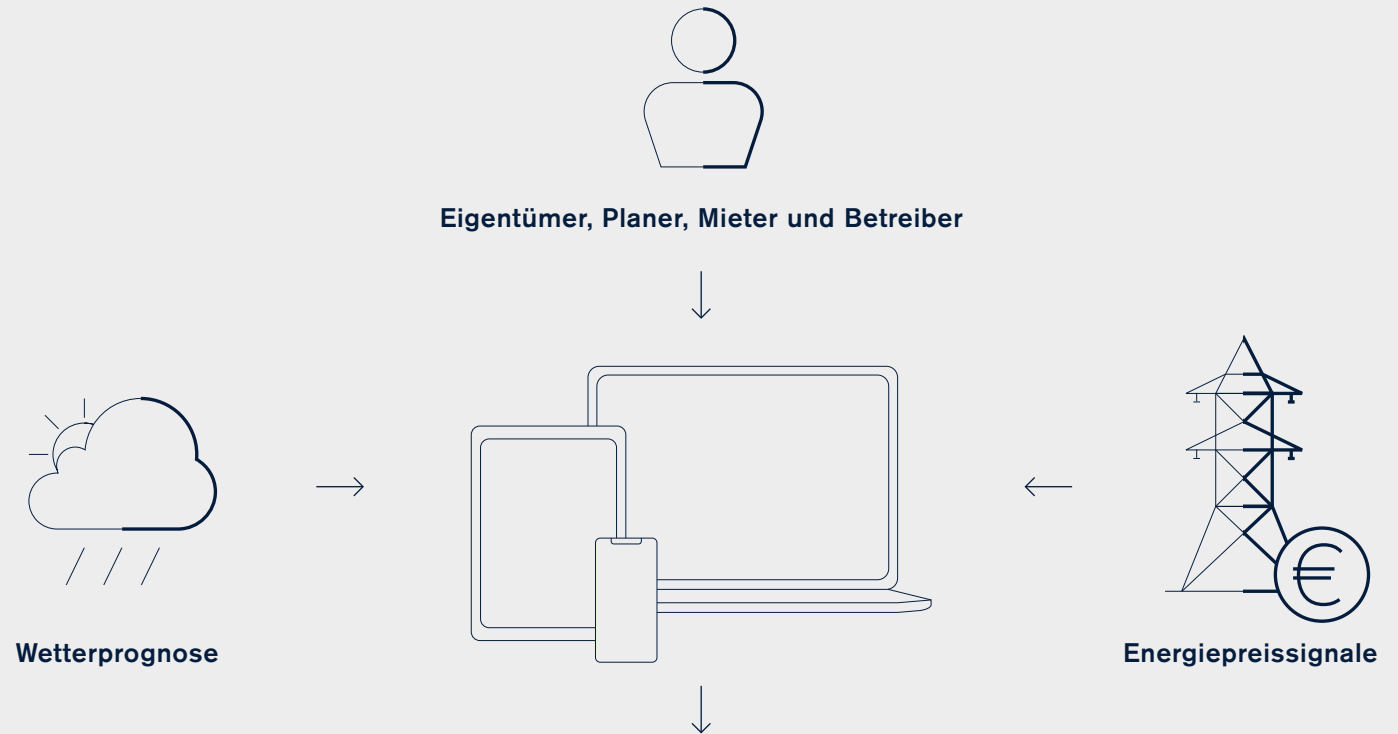 Eigentümer, Planer, Mieter und Betreiber
Wetterprognose
Energiepreissignale